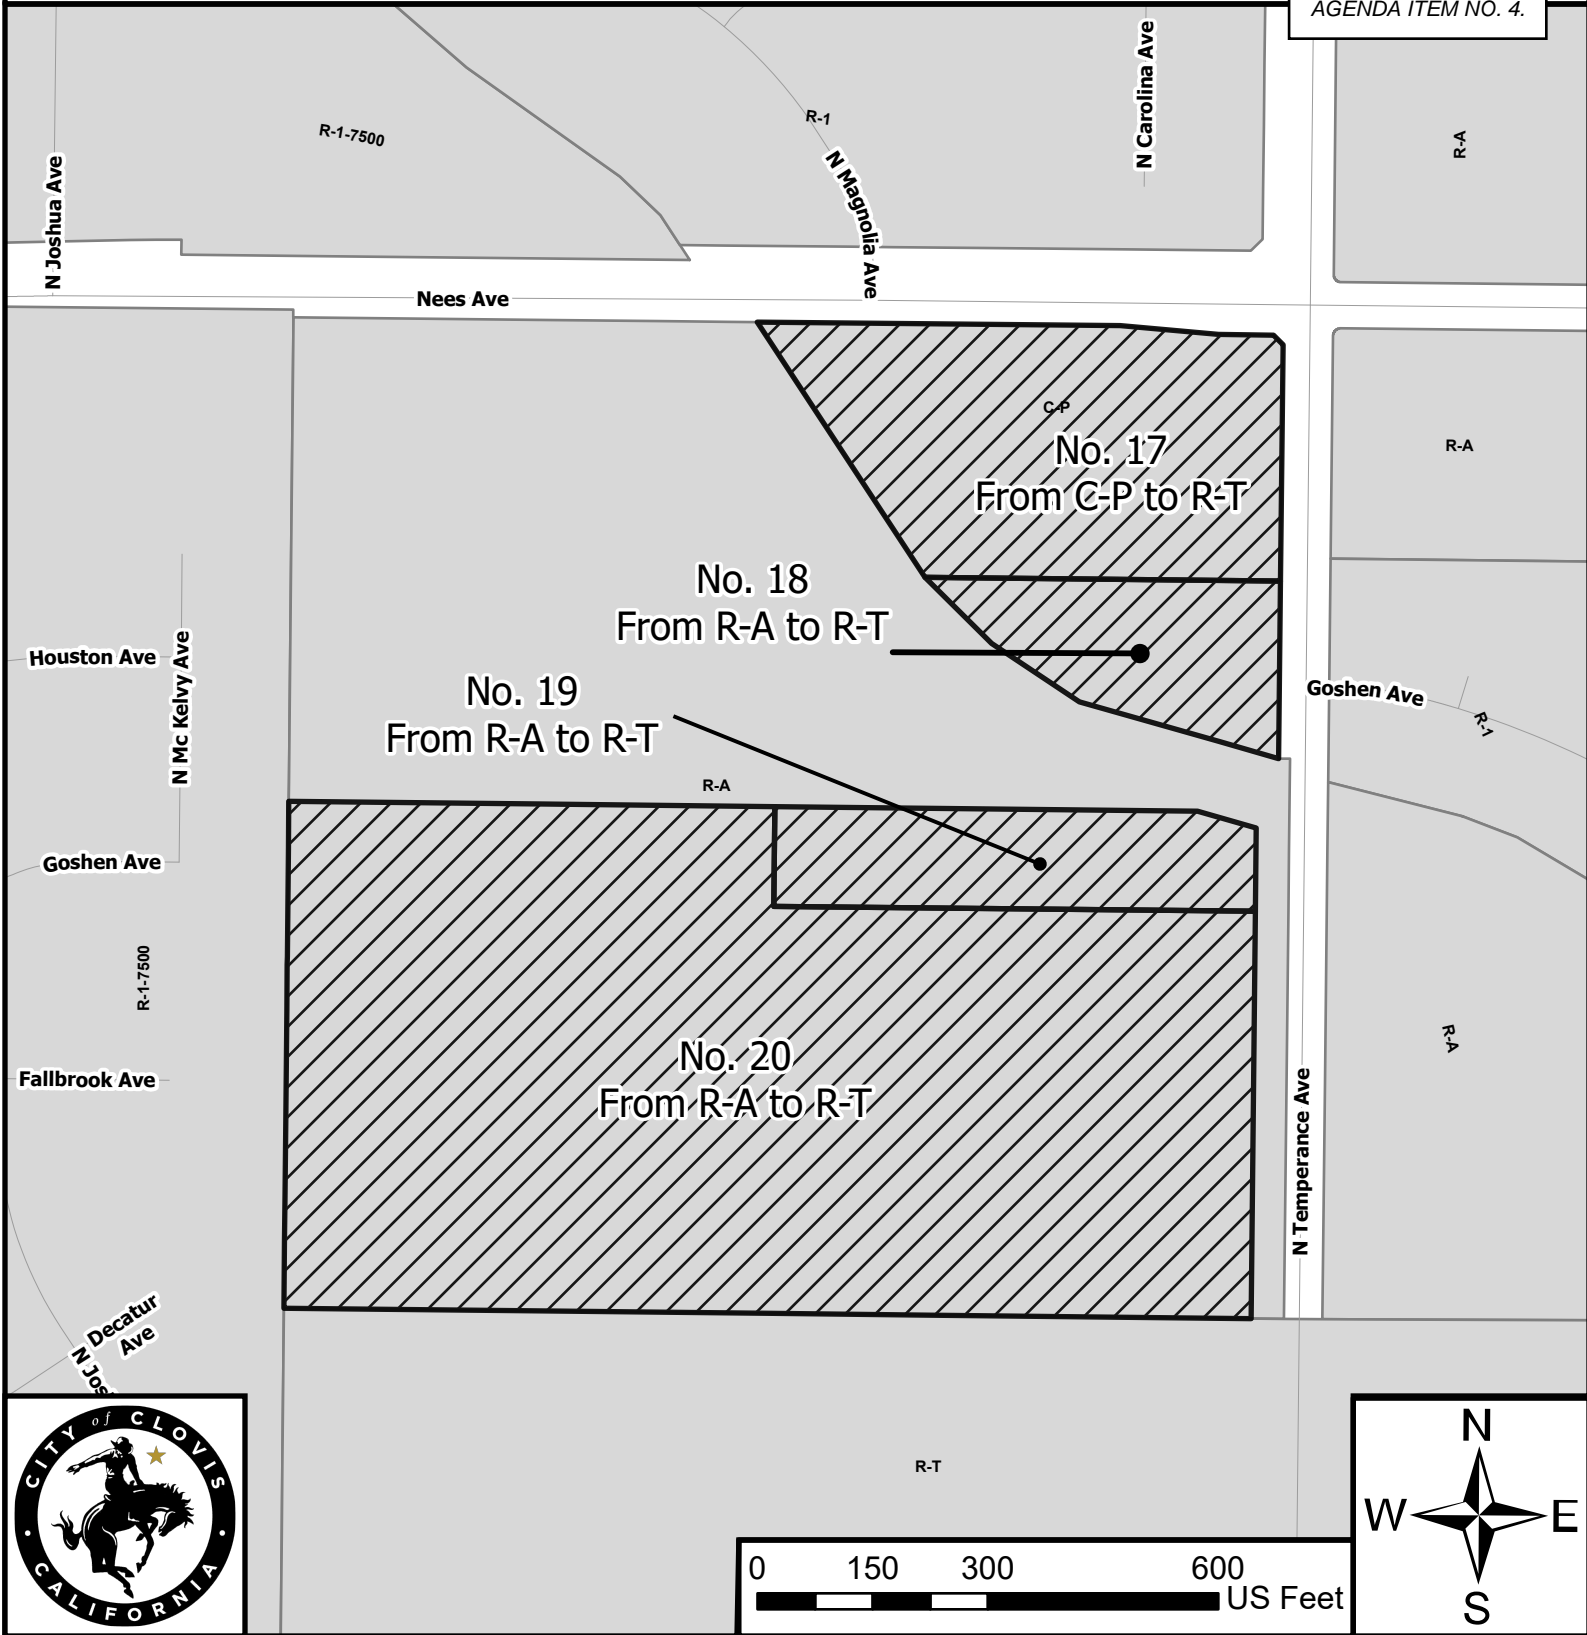 AGENDA ITEM NO. 4.
N Carolina Ave
R-1
R-1-7500
R-A
N Magnolia Ave
N Joshua Ave
Nees Ave
C-P
No. 17
From C-P to R-T
R-A
No. 18
From R-A to R-T
Houston Ave
N Mc Kelvy Ave
No. 19
From R-A to R-T
Goshen Ave
R-1
R-A
Goshen Ave
R-1-7500
No. 20
From R-A to R-T
R-A
Fallbrook Ave
N Temperance Ave
Decatur
Ave
N Jos
CITY of CLOVIS
CALIFORNIA
R-T
N
W E
S
0 150 300 600
US Feet